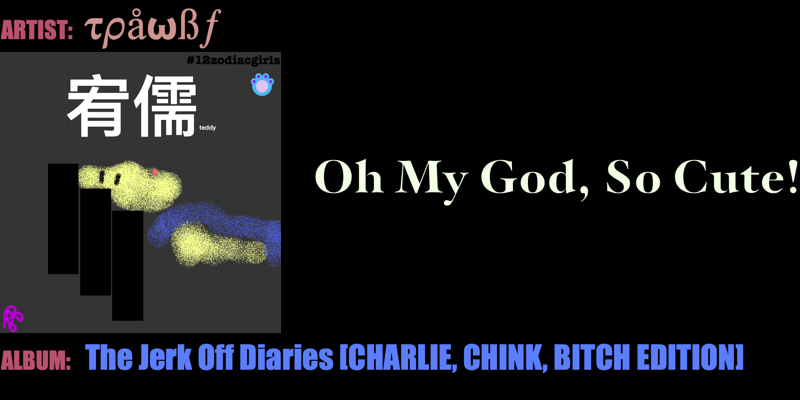 ARTIST: τρåωßƒ
#12zodiacgirls
宥儒
teddy
Oh My God, So Cute!
ALBUM: The Jerk Off Diaries [CHARLIE, CHINK, BITCH EDITION]